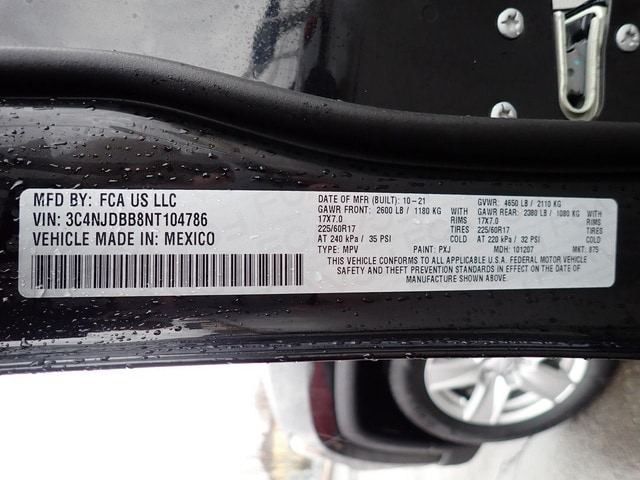 MFD BY: FCA US LLC
VIN: 3C4NJDBB8NT104786
VEHICLE MADE IN: MEXICO
DATE OF MFR (BUILT): 10-21 GVWR: 4650 LB / 2110 KG
GAWR FRONT: 2600 LB / 1180 KG WITH GAWR REAR: 2380 LB / 1080 KG WITH
17X7.0 RIMS 17X7.0 RIMS
225/60R17 TIRES 225/60R17 TIRES
AT 240 kPa / 35 PSI COLD AT 220 kPa / 32 PSI COLD
TYPE: MPV PAINT: PXJ MDH: 101207 MKT: 875
THIS VEHICLE CONFORMS TO ALL APPLICABLE U.S.A. FEDERAL MOTOR VEHICLE
SAFETY AND THEFT PREVENTION STANDARDS IN EFFECT ON THE DATE OF
MANUFACTURE SHOWN ABOVE.